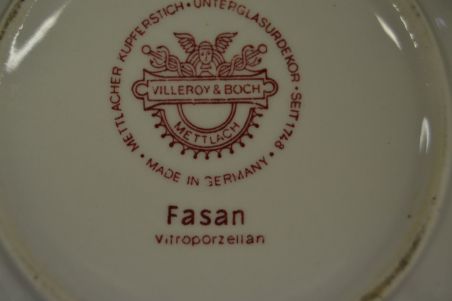 METTLACHER KUPFERSTICH · UNTERGLASURDEKOR · SEIT 1748 ·
VILLEROY & BOCH
METTLACH
· MADE IN GERMANY ·
Fasan
Vitroporzellan